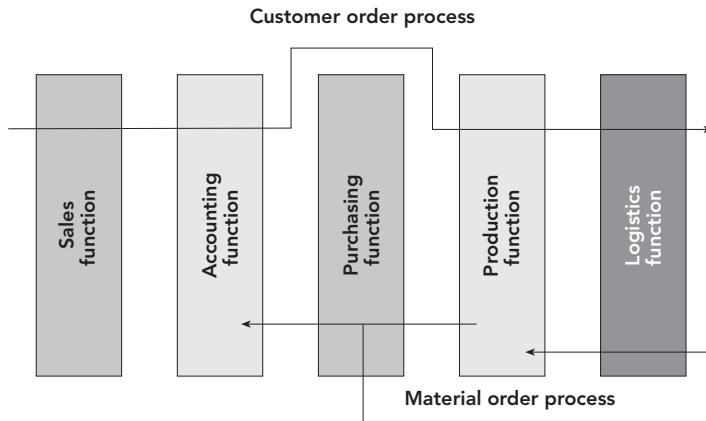 Customer order process
Sales
function
Accounting
function
Purchasing
function
Production
function
Logistics
function
Material order process